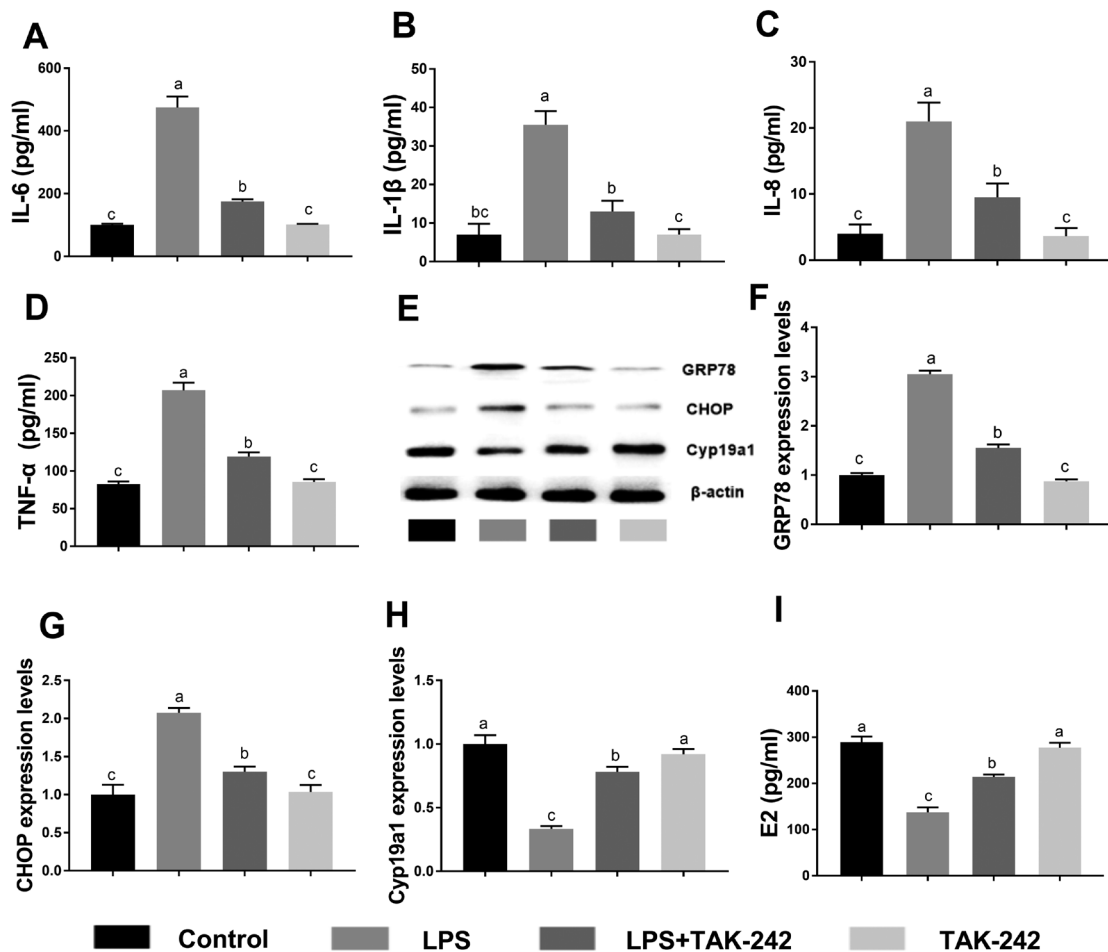 A
IL-6 (pg/ml)
600
400
200
0
c
a
b
c
B
IL-1β (pg/ml)
50
40
30
20
10
0
bc
a
b
c
C
IL-8 (pg/ml)
30
20
10
0
c
a
b
c
D
TNF-α (pg/ml)
250
200
150
100
50
0
c
a
b
c
E
GRP78
CHOP
Cyp19a1
β-actin
F
GRP78 expression levels
4
3
2
1
0
c
a
b
c
G
CHOP expression levels
2.5
2.0
1.5
1.0
0.5
0.0
c
a
b
c
H
Cyp19a1 expression levels
1.5
1.0
0.5
0.0
a
c
b
a
I
E2 (pg/ml)
400
300
200
100
0
a
c
b
a
Control LPS LPS+TAK-242 TAK-242